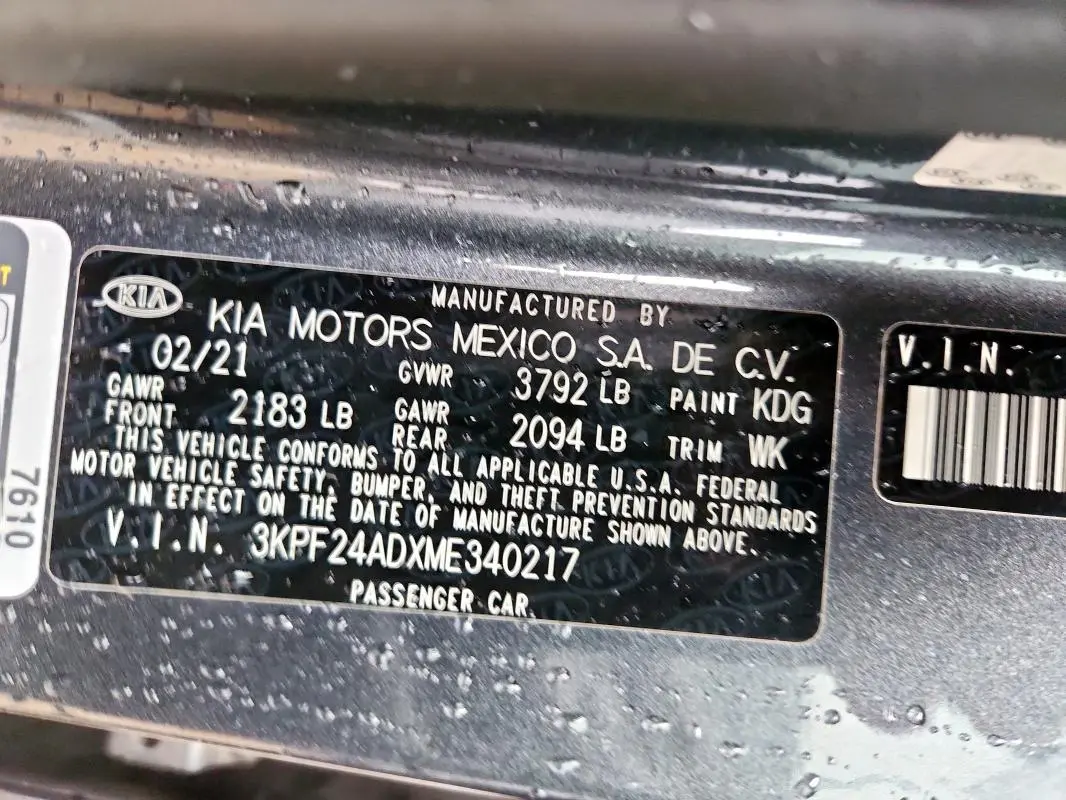 KIA
MANUFACTURED BY
KIA MOTORS MEXICO S.A. DE C.V.
02/21 GVWR 3792 LB PAINT KDG
GAWR FRONT 2183 LB GAWR REAR 2094 LB TRIM WK
THIS VEHICLE CONFORMS TO ALL APPLICABLE U.S.A. FEDERAL
MOTOR VEHICLE SAFETY, BUMPER, AND THEFT PREVENTION STANDARDS
IN EFFECT ON THE DATE OF MANUFACTURE SHOWN ABOVE.
V.I.N. 3KPF24ADXME340217
PASSENGER CAR
V.I.N.
T
7610